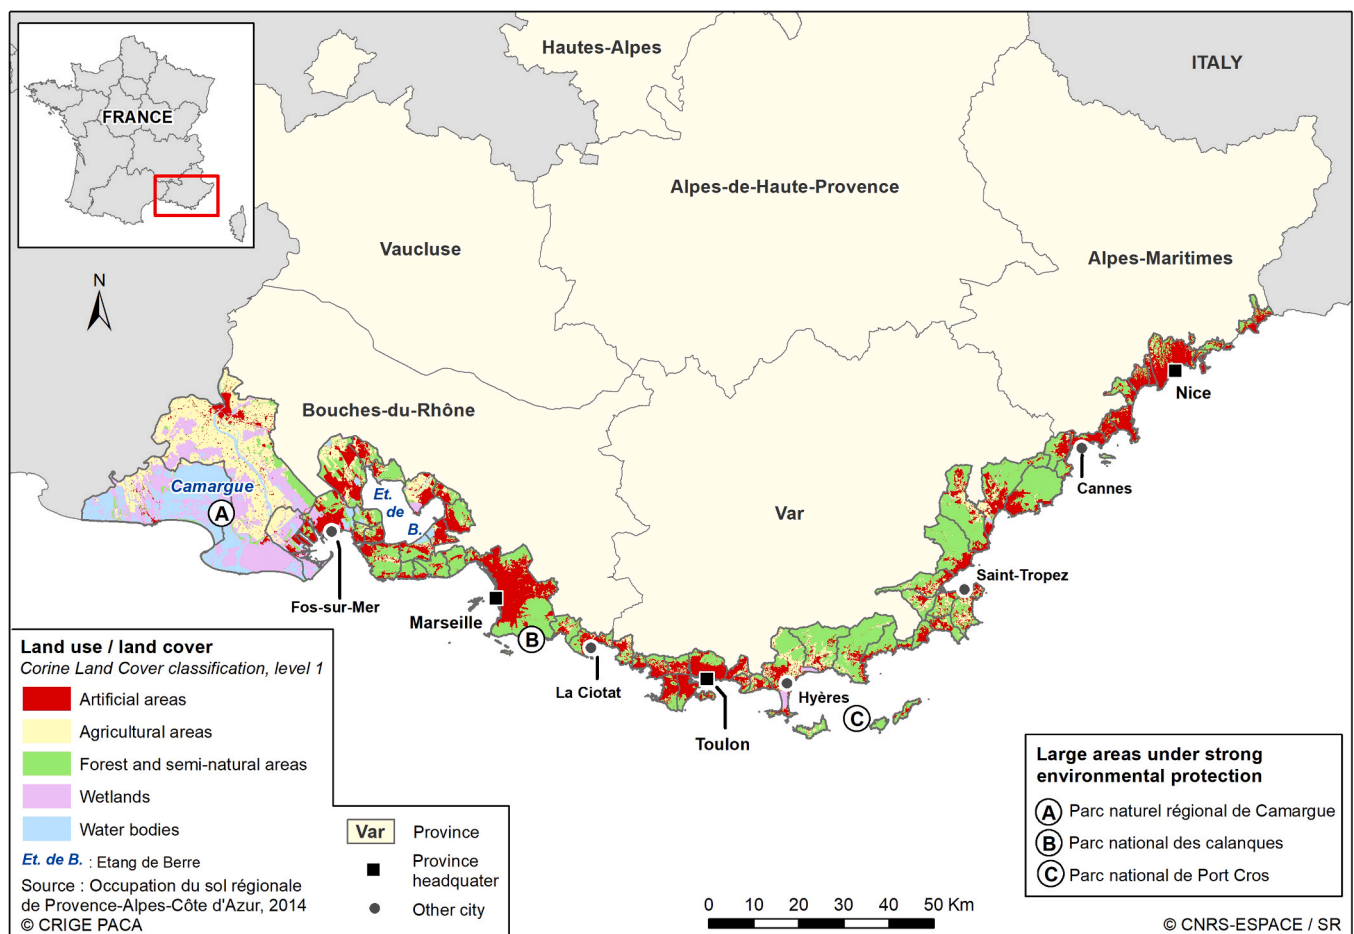 FRANCE
Hautes-Alpes
ITALY
Alpes-de-Haute-Provence
Vaucluse
Alpes-Maritimes
N
Nice
Bouches-du-Rhône
Camargue
A
Et.
de
B.
Cannes
Var
Saint-Tropez
Fos-sur-Mer
Marseille
B
La Ciotat
Hyères
C
Toulon
Land use / land cover
Corine Land Cover classification, level 1
Artificial areas
Agricultural areas
Forest and semi-natural areas
Wetlands
Water bodies
Et. de B. : Etang de Berre
Source : Occupation du sol régionale
de Provence-Alpes-Côte d'Azur, 2014
© CRIGE PACA
Var Province
Province
headquater
Other city
0 10 20 30 40 50 Km
Large areas under strong
environmental protection
A Parc naturel régional de Camargue
B Parc national des calanques
C Parc national de Port Cros
© CNRS-ESPACE / SR